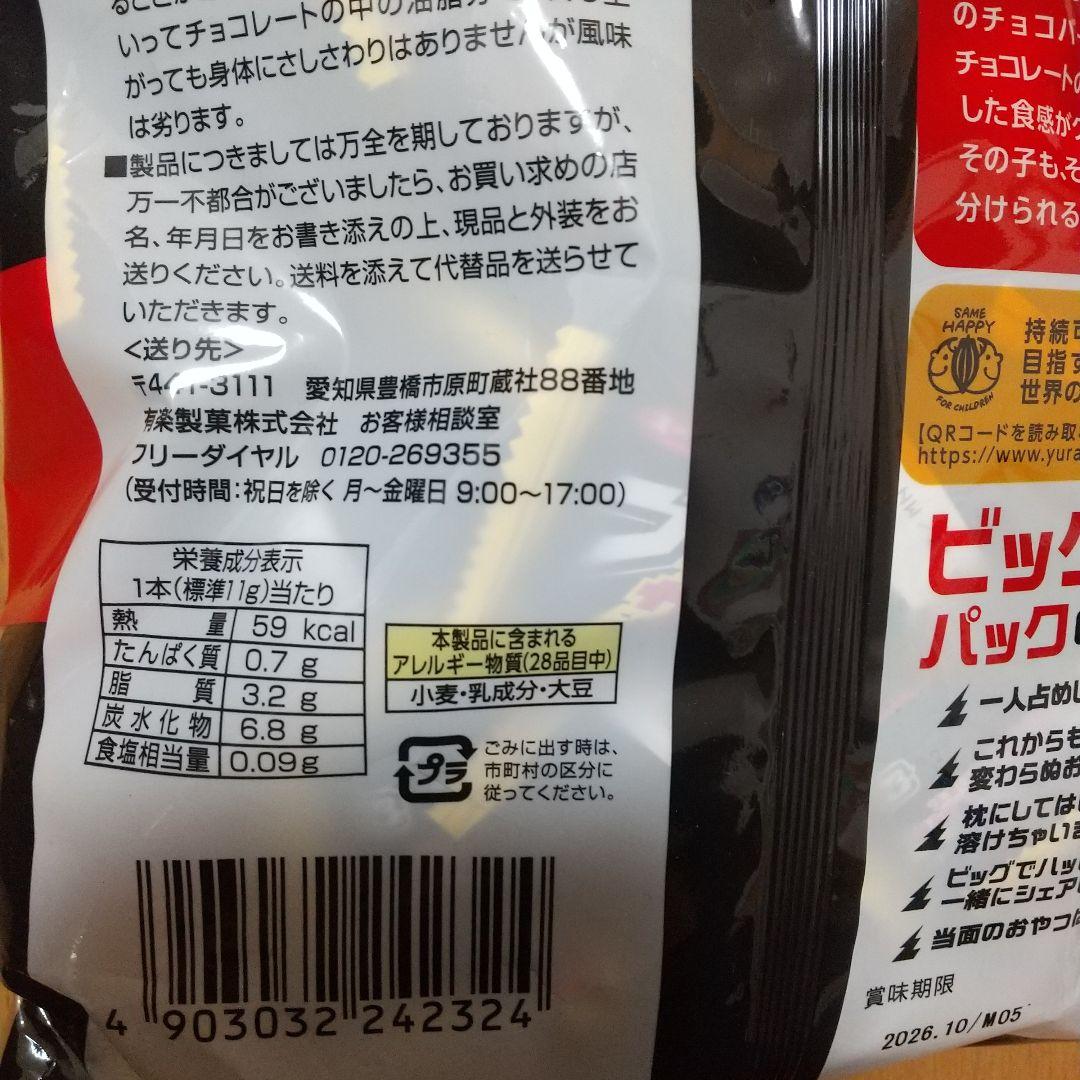 いってチョコレートの中の油脂分
がっても身体にさしさわりはありませんが風味
は劣ります。
■製品につきましては万全を期しておりますが、
万一不都合がございましたら、お買い求めの店
名、年月日をお書き添えの上、現品と外装をお
送りください。送料を添えて代替品を送らせて
いただきます。
<送り先>
〒441-3111 愛知県豊橋市原町蔵社88番地
有楽製菓株式会社 お客様相談室
フリーダイヤル 0120-269355
(受付時間:祝日を除く 月〜金曜日 9:00〜17:00)
栄養成分表示
1本(標準11g)当たり
熱量 59 kcal
たんぱく質 0.7 g
脂質 3.2 g
炭水化物 6.8 g
食塩相当量 0.09 g
本製品に含まれる
アレルギー物質(28品目中)
小麦・乳成分・大豆
プラ
ごみに出す時は、
市町村の区分に
従ってください。
4 903032 242324
のチョコバ
チョコレートの
した食感が
その子も、そ
分けられる
SAME
HAPPY
FOR CHILDREN
持続可
目指す
世界の
【QRコードを読み取
https://www.yura
ビッグ
パック
一人占めし
これからも
変わらぬお
枕にしては
溶けちゃいま
ビッグでハッ
一緒にシェア
当面のおやつは
賞味期限
2026.10/M05